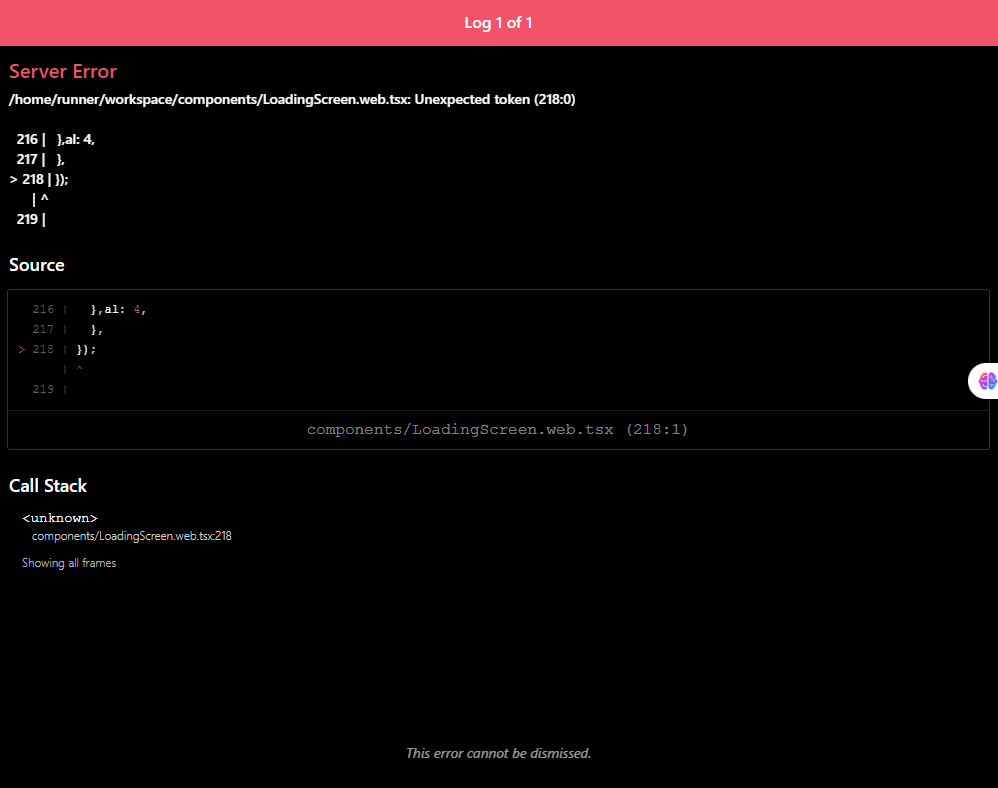 Log 1 of 1
Server Error
/home/runner/workspace/components/LoadingScreen.web.tsx: Unexpected token (218:0)
216 |   },al: 4,
217 |   },
> 218 | });
| ^
219 |
Source
216 |   },al: 4,
217 |   },
> 218 | });
| ^
219 |
components/LoadingScreen.web.tsx (218:1)
Call Stack
<unknown>
components/LoadingScreen.web.tsx:218
Showing all frames
This error cannot be dismissed.